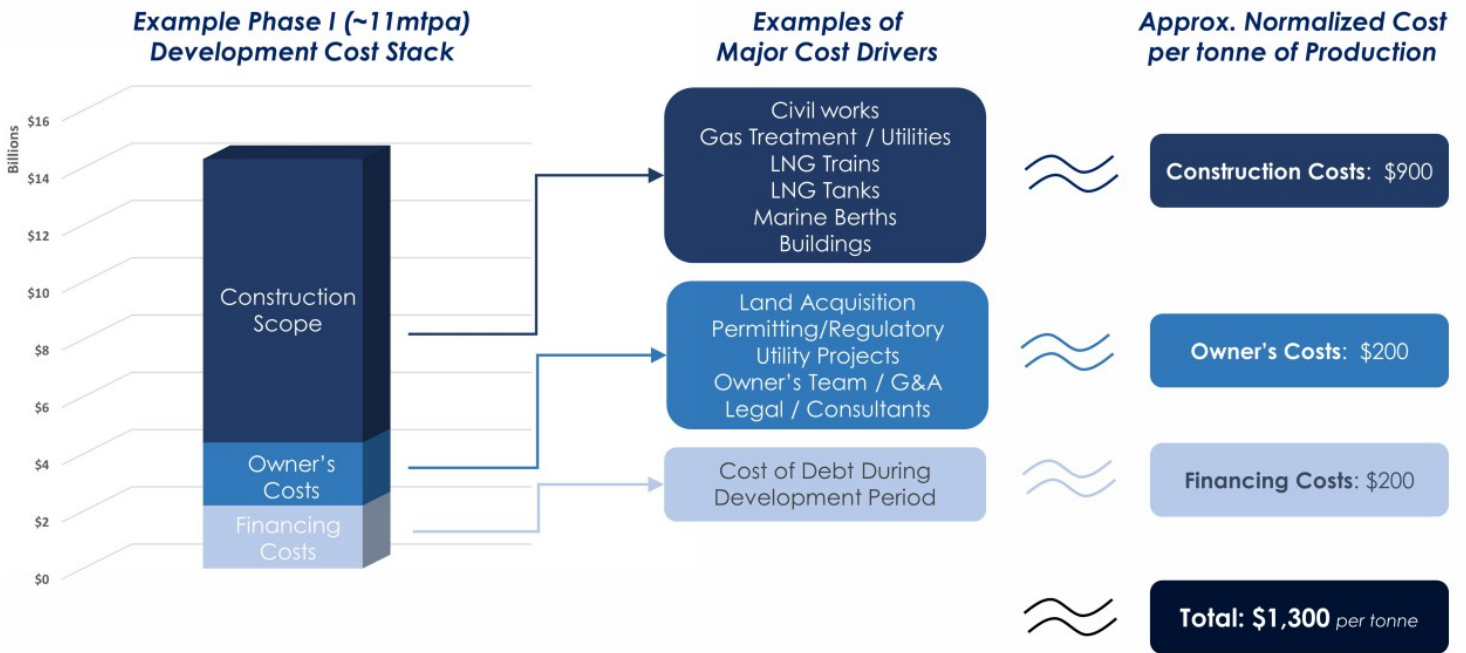 Example Phase I (~11mtpa)
Development Cost Stack
Billions
$16
$14
$12
$10
$8
$6
$4
$2
$0
Construction
Scope
Owner's
Costs
Financing
Costs
Examples of
Major Cost Drivers
Civil works
Gas Treatment / Utilities
LNG Trains
LNG Tanks
Marine Berths
Buildings
Land Acquisition
Permitting/Regulatory
Utility Projects
Owner's Team / G&A
Legal / Consultants
Cost of Debt During
Development Period
Approx. Normalized Cost
per tonne of Production
Construction Costs: $900
Owner's Costs: $200
Financing Costs: $200
Total: $1,300 per tonne